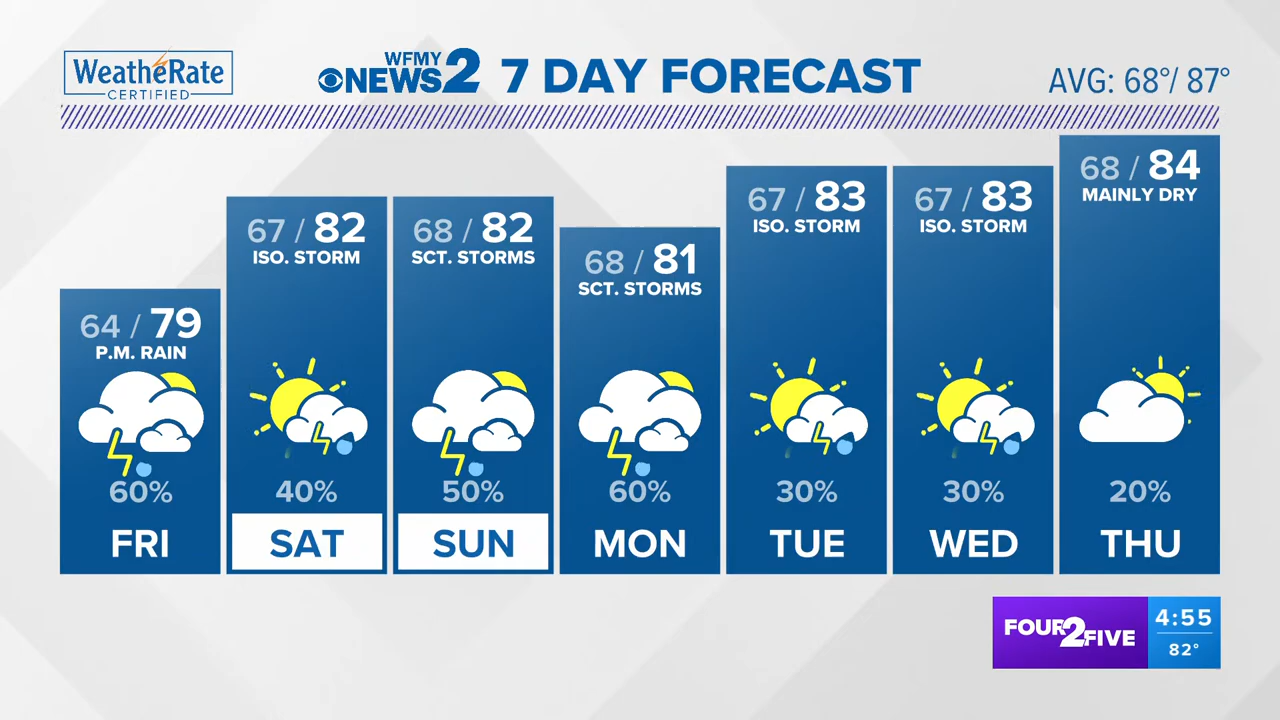 WeatheRate
CERTIFIED
WFMY
NEWS 2
7 DAY FORECAST
AVG: 68°/ 87°
64 / 79
P.M. RAIN
60%
FRI
67 / 82
ISO. STORM
40%
SAT
68 / 82
SCT. STORMS
50%
SUN
68 / 81
SCT. STORMS
60%
MON
67 / 83
ISO. STORM
30%
TUE
67 / 83
ISO. STORM
30%
WED
68 / 84
MAINLY DRY
20%
THU
FOUR2FIVE
4:55
82°